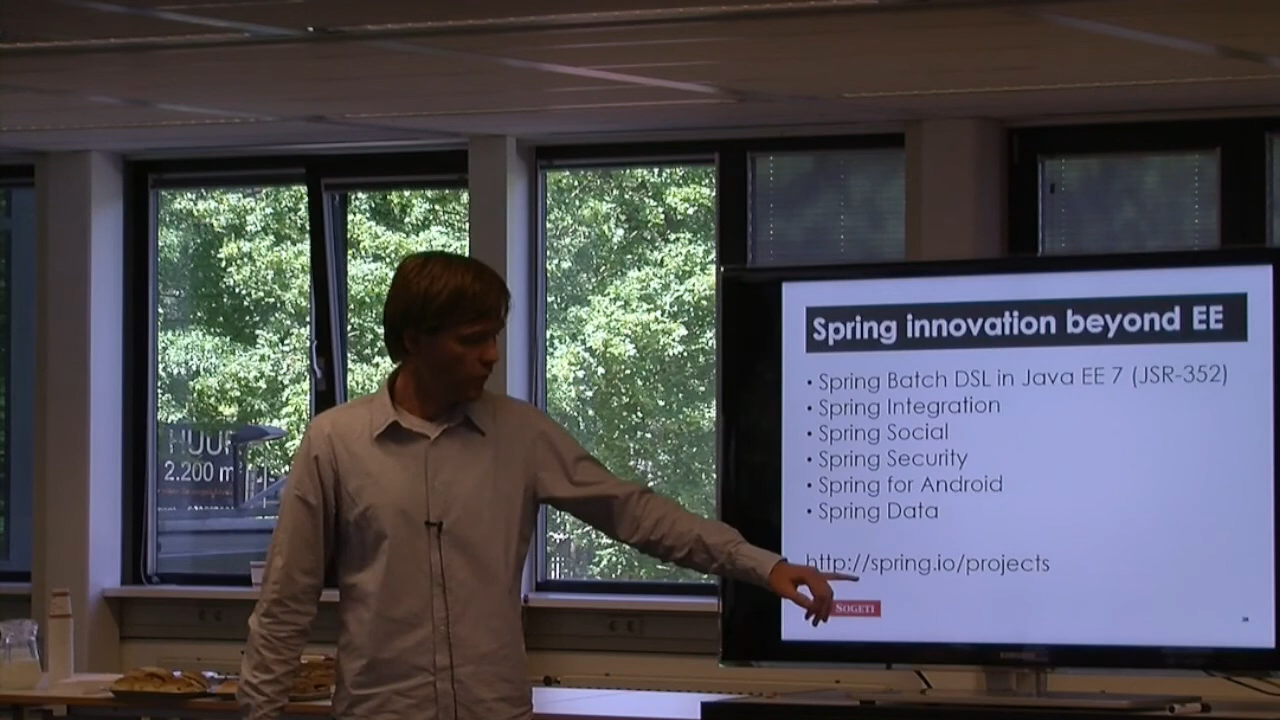 Spring innovation beyond EE
• Spring Batch DSL in Java EE 7 (JSR-352)
• Spring Integration
• Spring Social
• Spring Security
• Spring for Android
• Spring Data
http://spring.io/projects
SOGETI
2.200 m
SAMSUNG